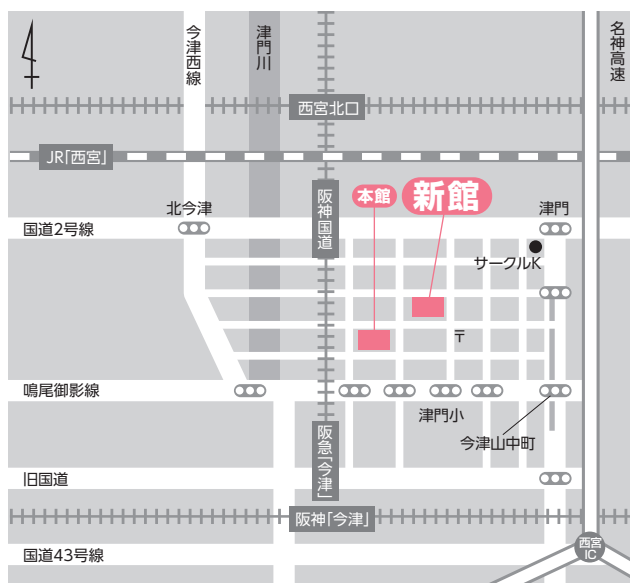 今津西線
津門川
名神高速
西宮北口
JR「西宮」
阪神国道
本館
新館
北今津
津門
国道2号線
サークルK
〒
鳴尾御影線
津門小
今津山中町
阪急「今津」
旧国道
阪神「今津」
国道43号線
西宮
IC